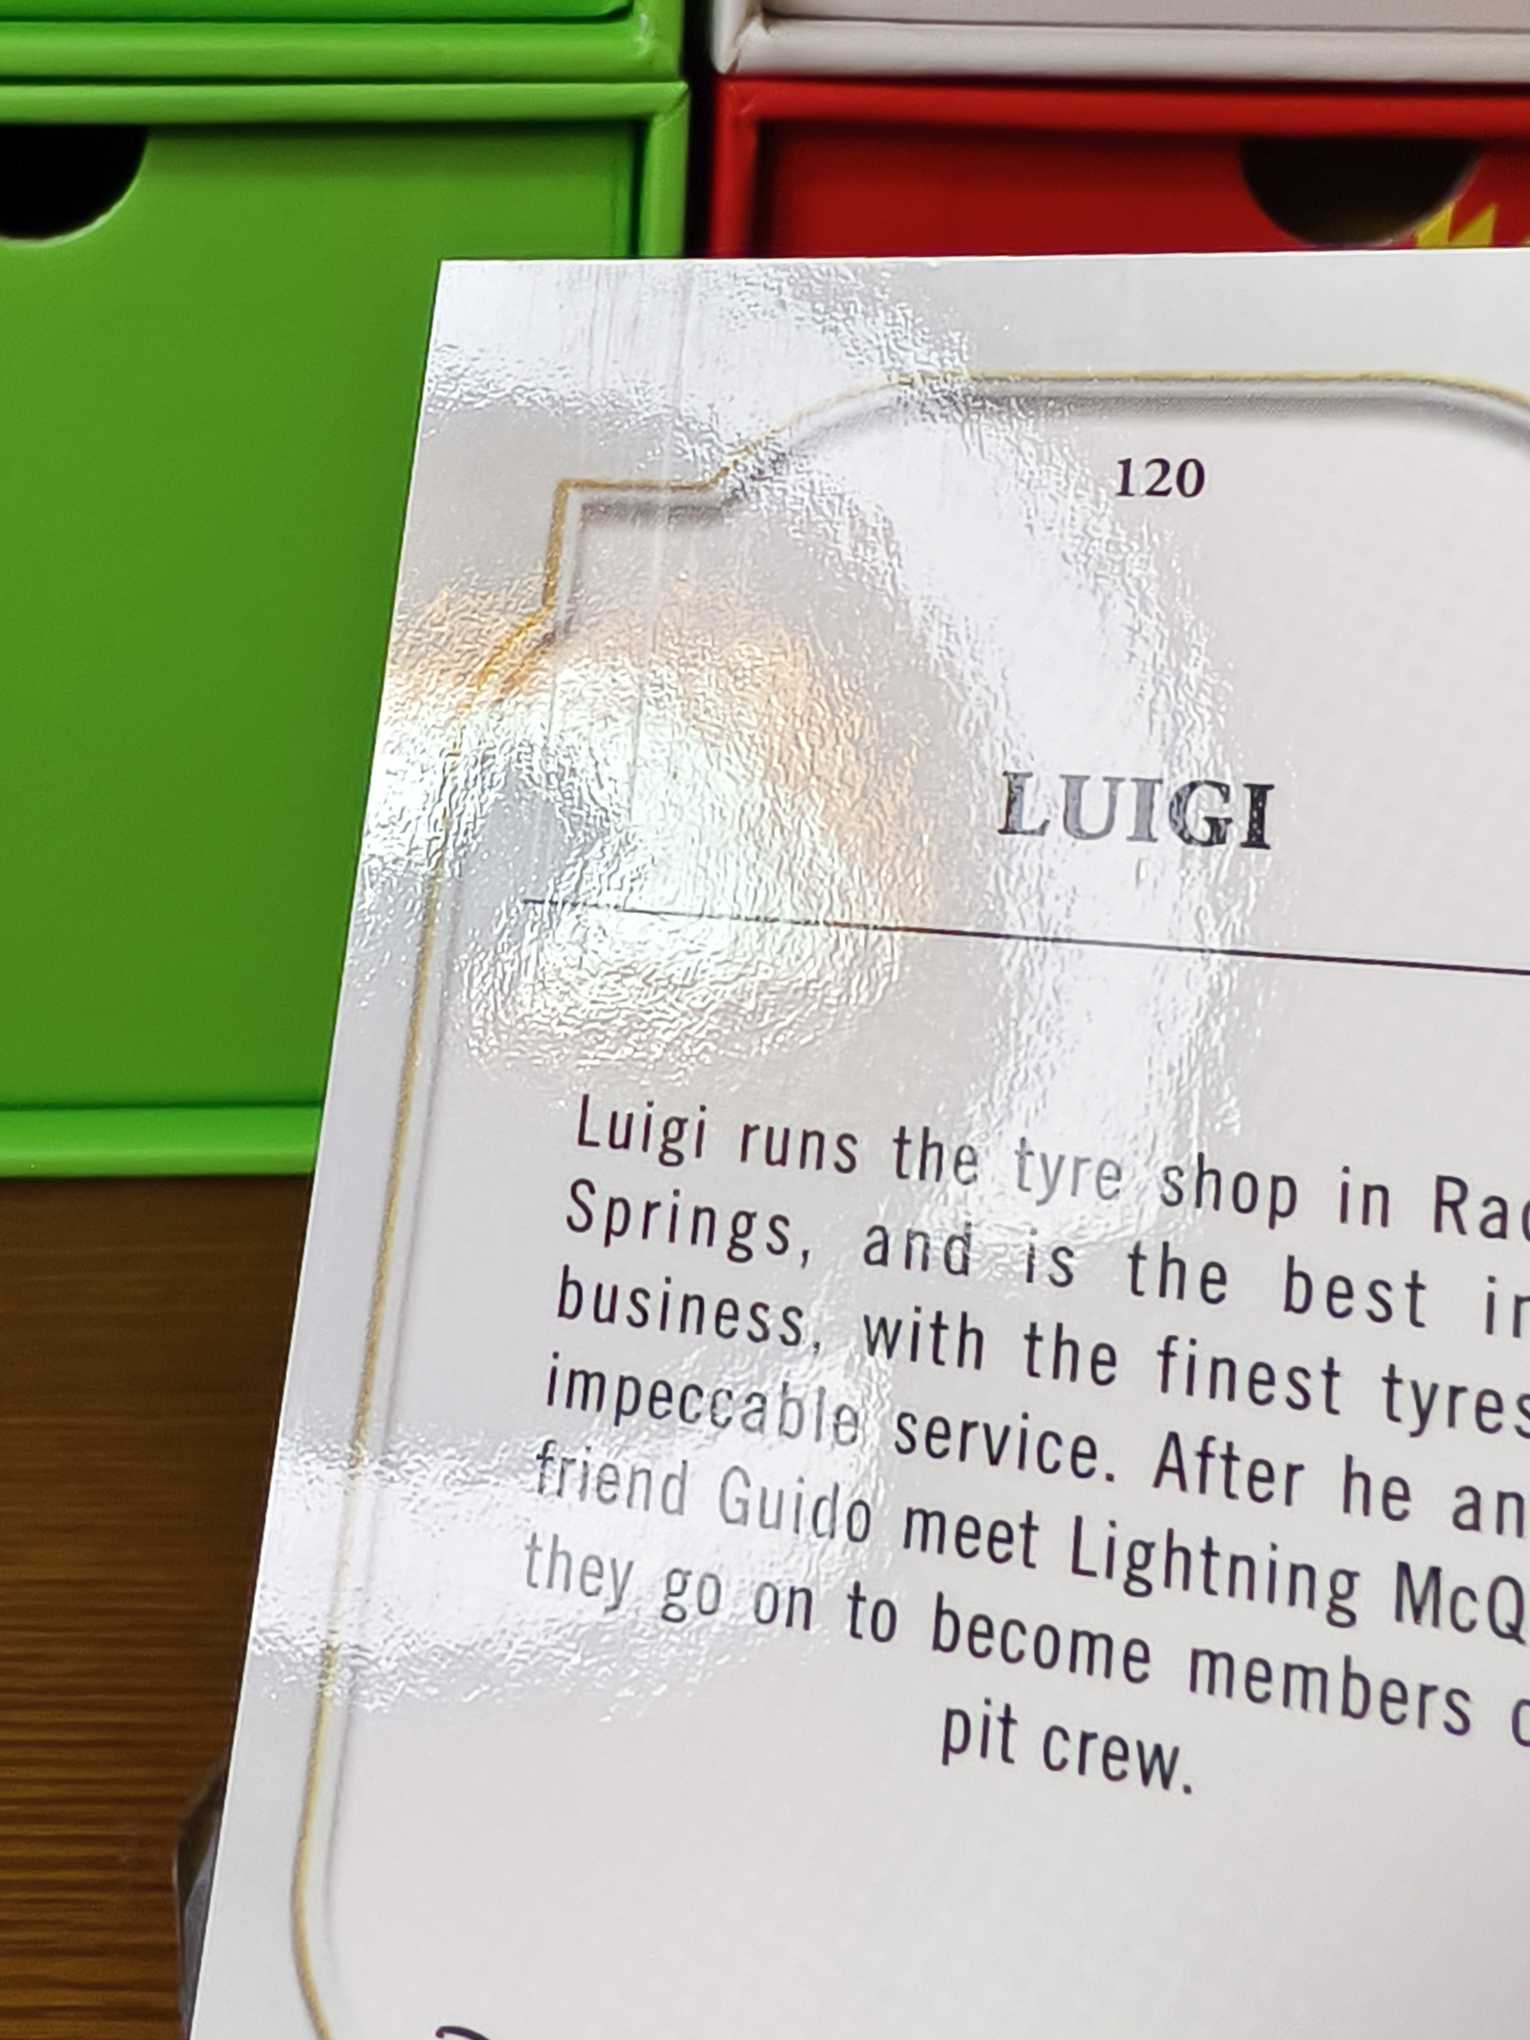 120
LUIGI
Luigi runs the tyre shop in
Springs, and is the best
business, with the finest tyres
impeccable service. After he
friend Guido meet Lightning
they go on to become members
pit crew.